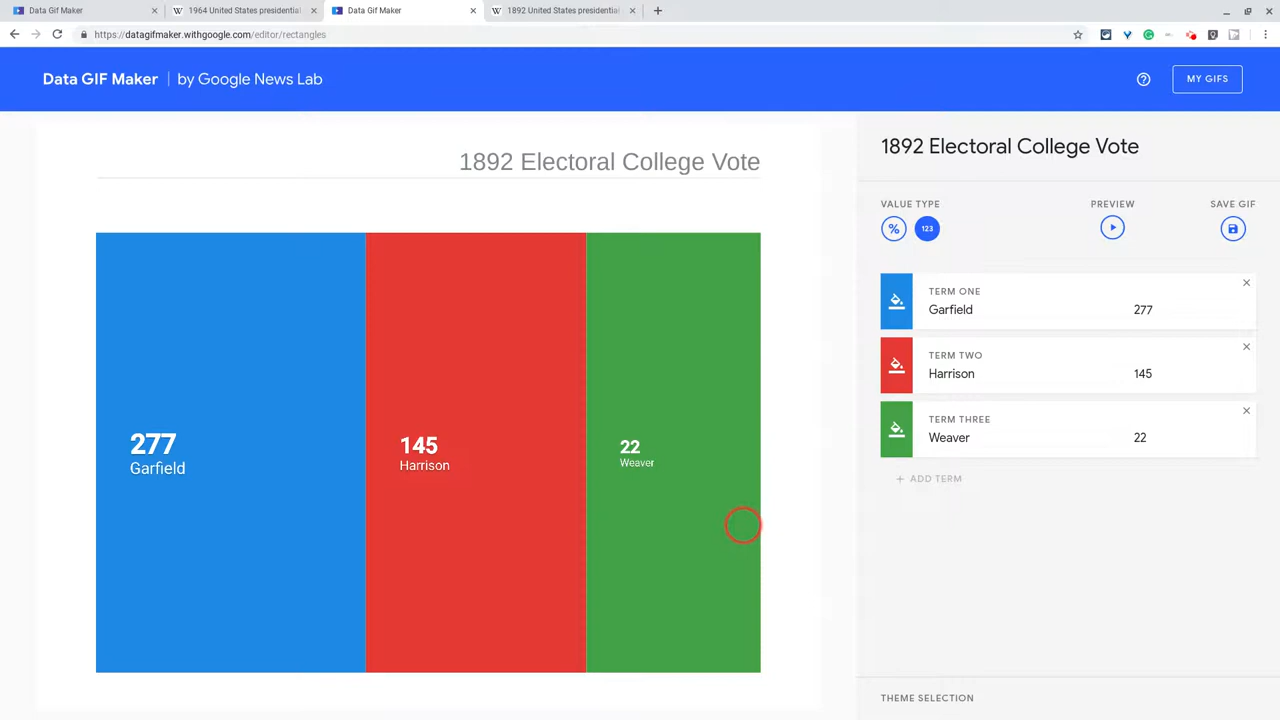 Data Gif Maker
1964 United States presidential
Data Gif Maker
1892 United States presidential
https://datagifmaker.withgoogle.com/editor/rectangles
Data GIF Maker by Google News Lab
MY GIFS
1892 Electoral College Vote
277
Garfield
145
Harrison
22
Weaver
1892 Electoral College Vote
VALUE TYPE
PREVIEW
SAVE GIF
%
123
TERM ONE
Garfield 277
TERM TWO
Harrison 145
TERM THREE
Weaver 22
+ ADD TERM
THEME SELECTION